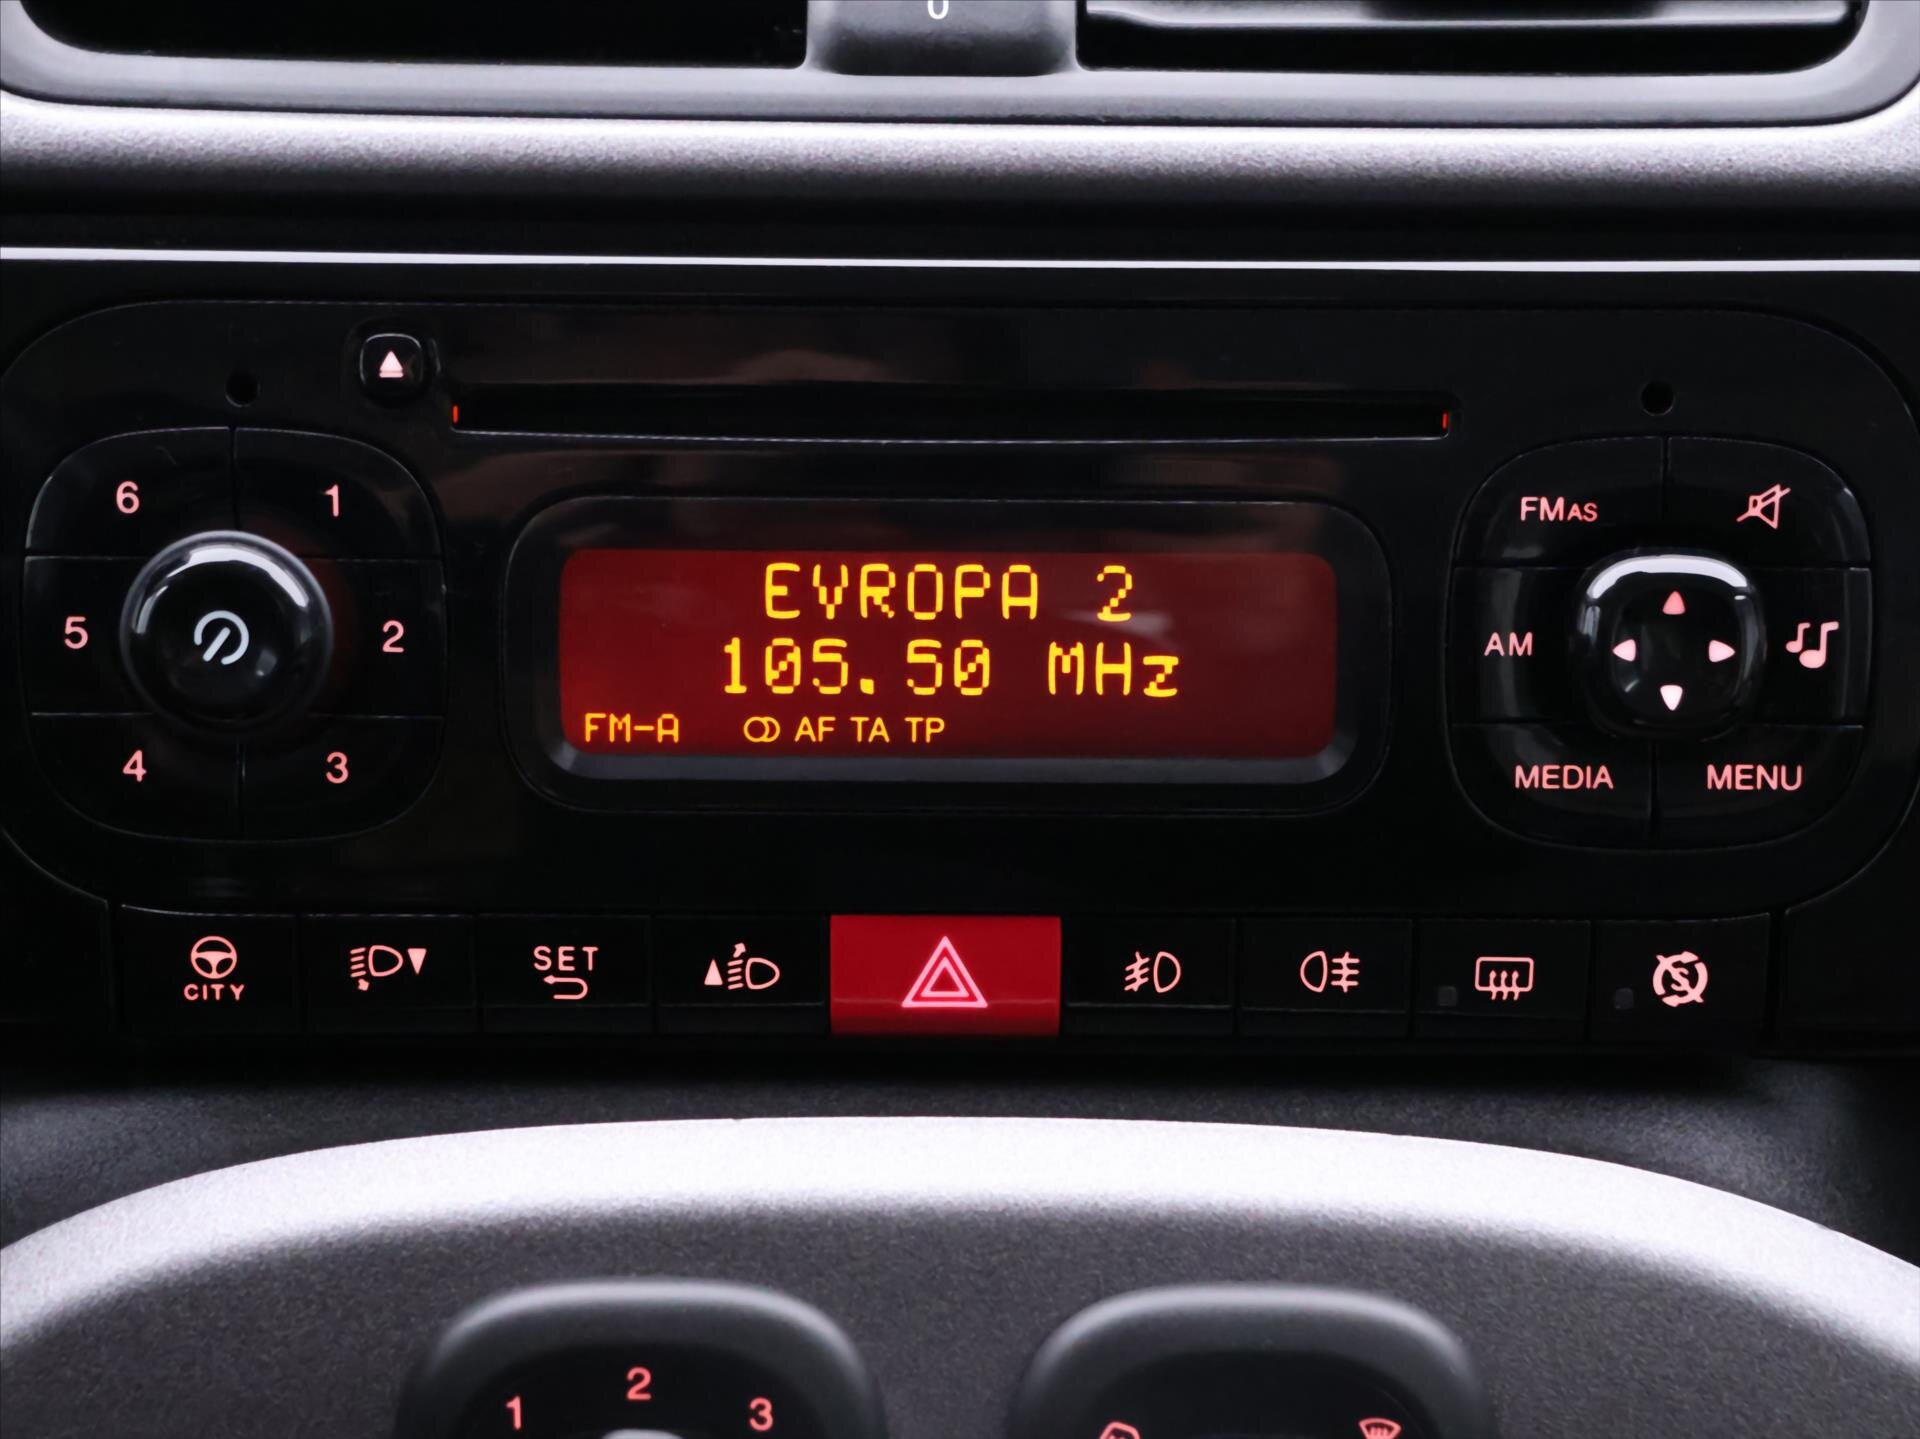 0
6 1
5 2
4 3
EVROPA 2
105.50 MHz
FM-A AF TA TP
FMAS
AM
MEDIA MENU
CITY
SET
1 2 3